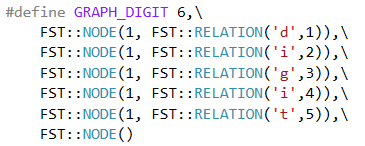 #define GRAPH_DIGIT 6,\
FST::NODE(1, FST::RELATION('d',1)),\
FST::NODE(1, FST::RELATION('i',2)),\
FST::NODE(1, FST::RELATION('g',3)),\
FST::NODE(1, FST::RELATION('i',4)),\
FST::NODE(1, FST::RELATION('t',5)),\
FST::NODE()